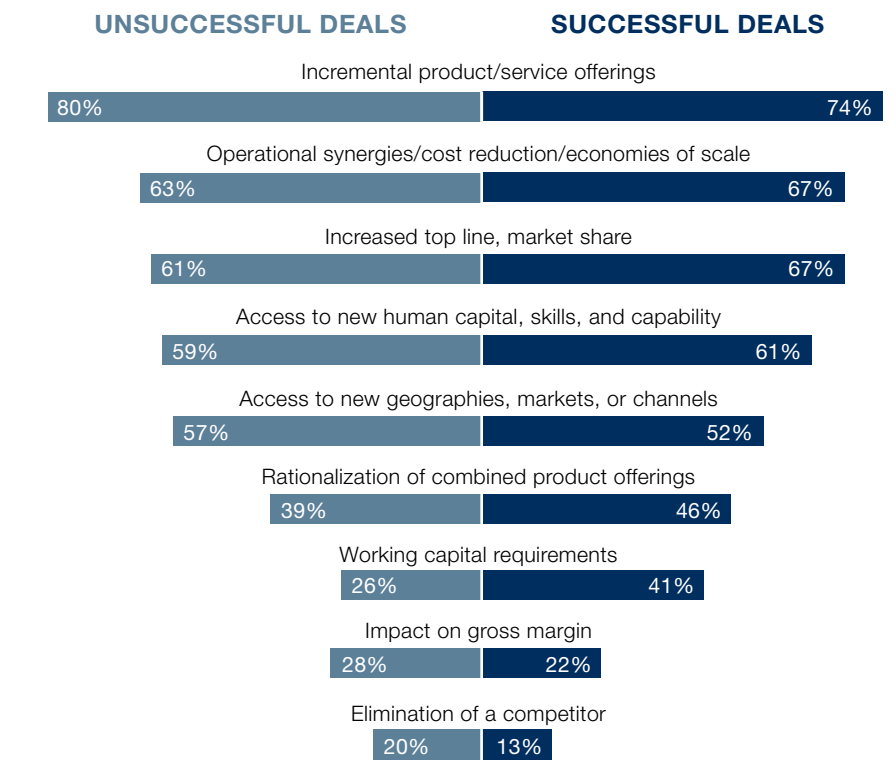 UNSUCCESSFUL DEALS SUCCESSFUL DEALS
Incremental product/service offerings
80% 74%
Operational synergies/cost reduction/economies of scale
63% 67%
Increased top line, market share
61% 67%
Access to new human capital, skills, and capability
59% 61%
Access to new geographies, markets, or channels
57% 52%
Rationalization of combined product offerings
39% 46%
Working capital requirements
26% 41%
Impact on gross margin
28% 22%
Elimination of a competitor
20% 13%